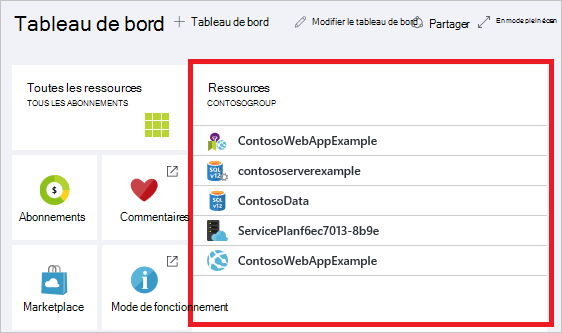 Tableau de bord
+ Tableau de bord
Modifier le tableau de bord
Partager
En mode plein écran
Toutes les ressources
TOUS LES ABONNEMENTS
Abonnements
Commentaires
Marketplace
Mode de fonctionnement
Ressources
CONTOSOGROUP
ContosoWebAppExample
SQL v12
contososerverexample
SQL v12
ContosoData
ServicePlanf6ec7013-8b9e
ContosoWebAppExample